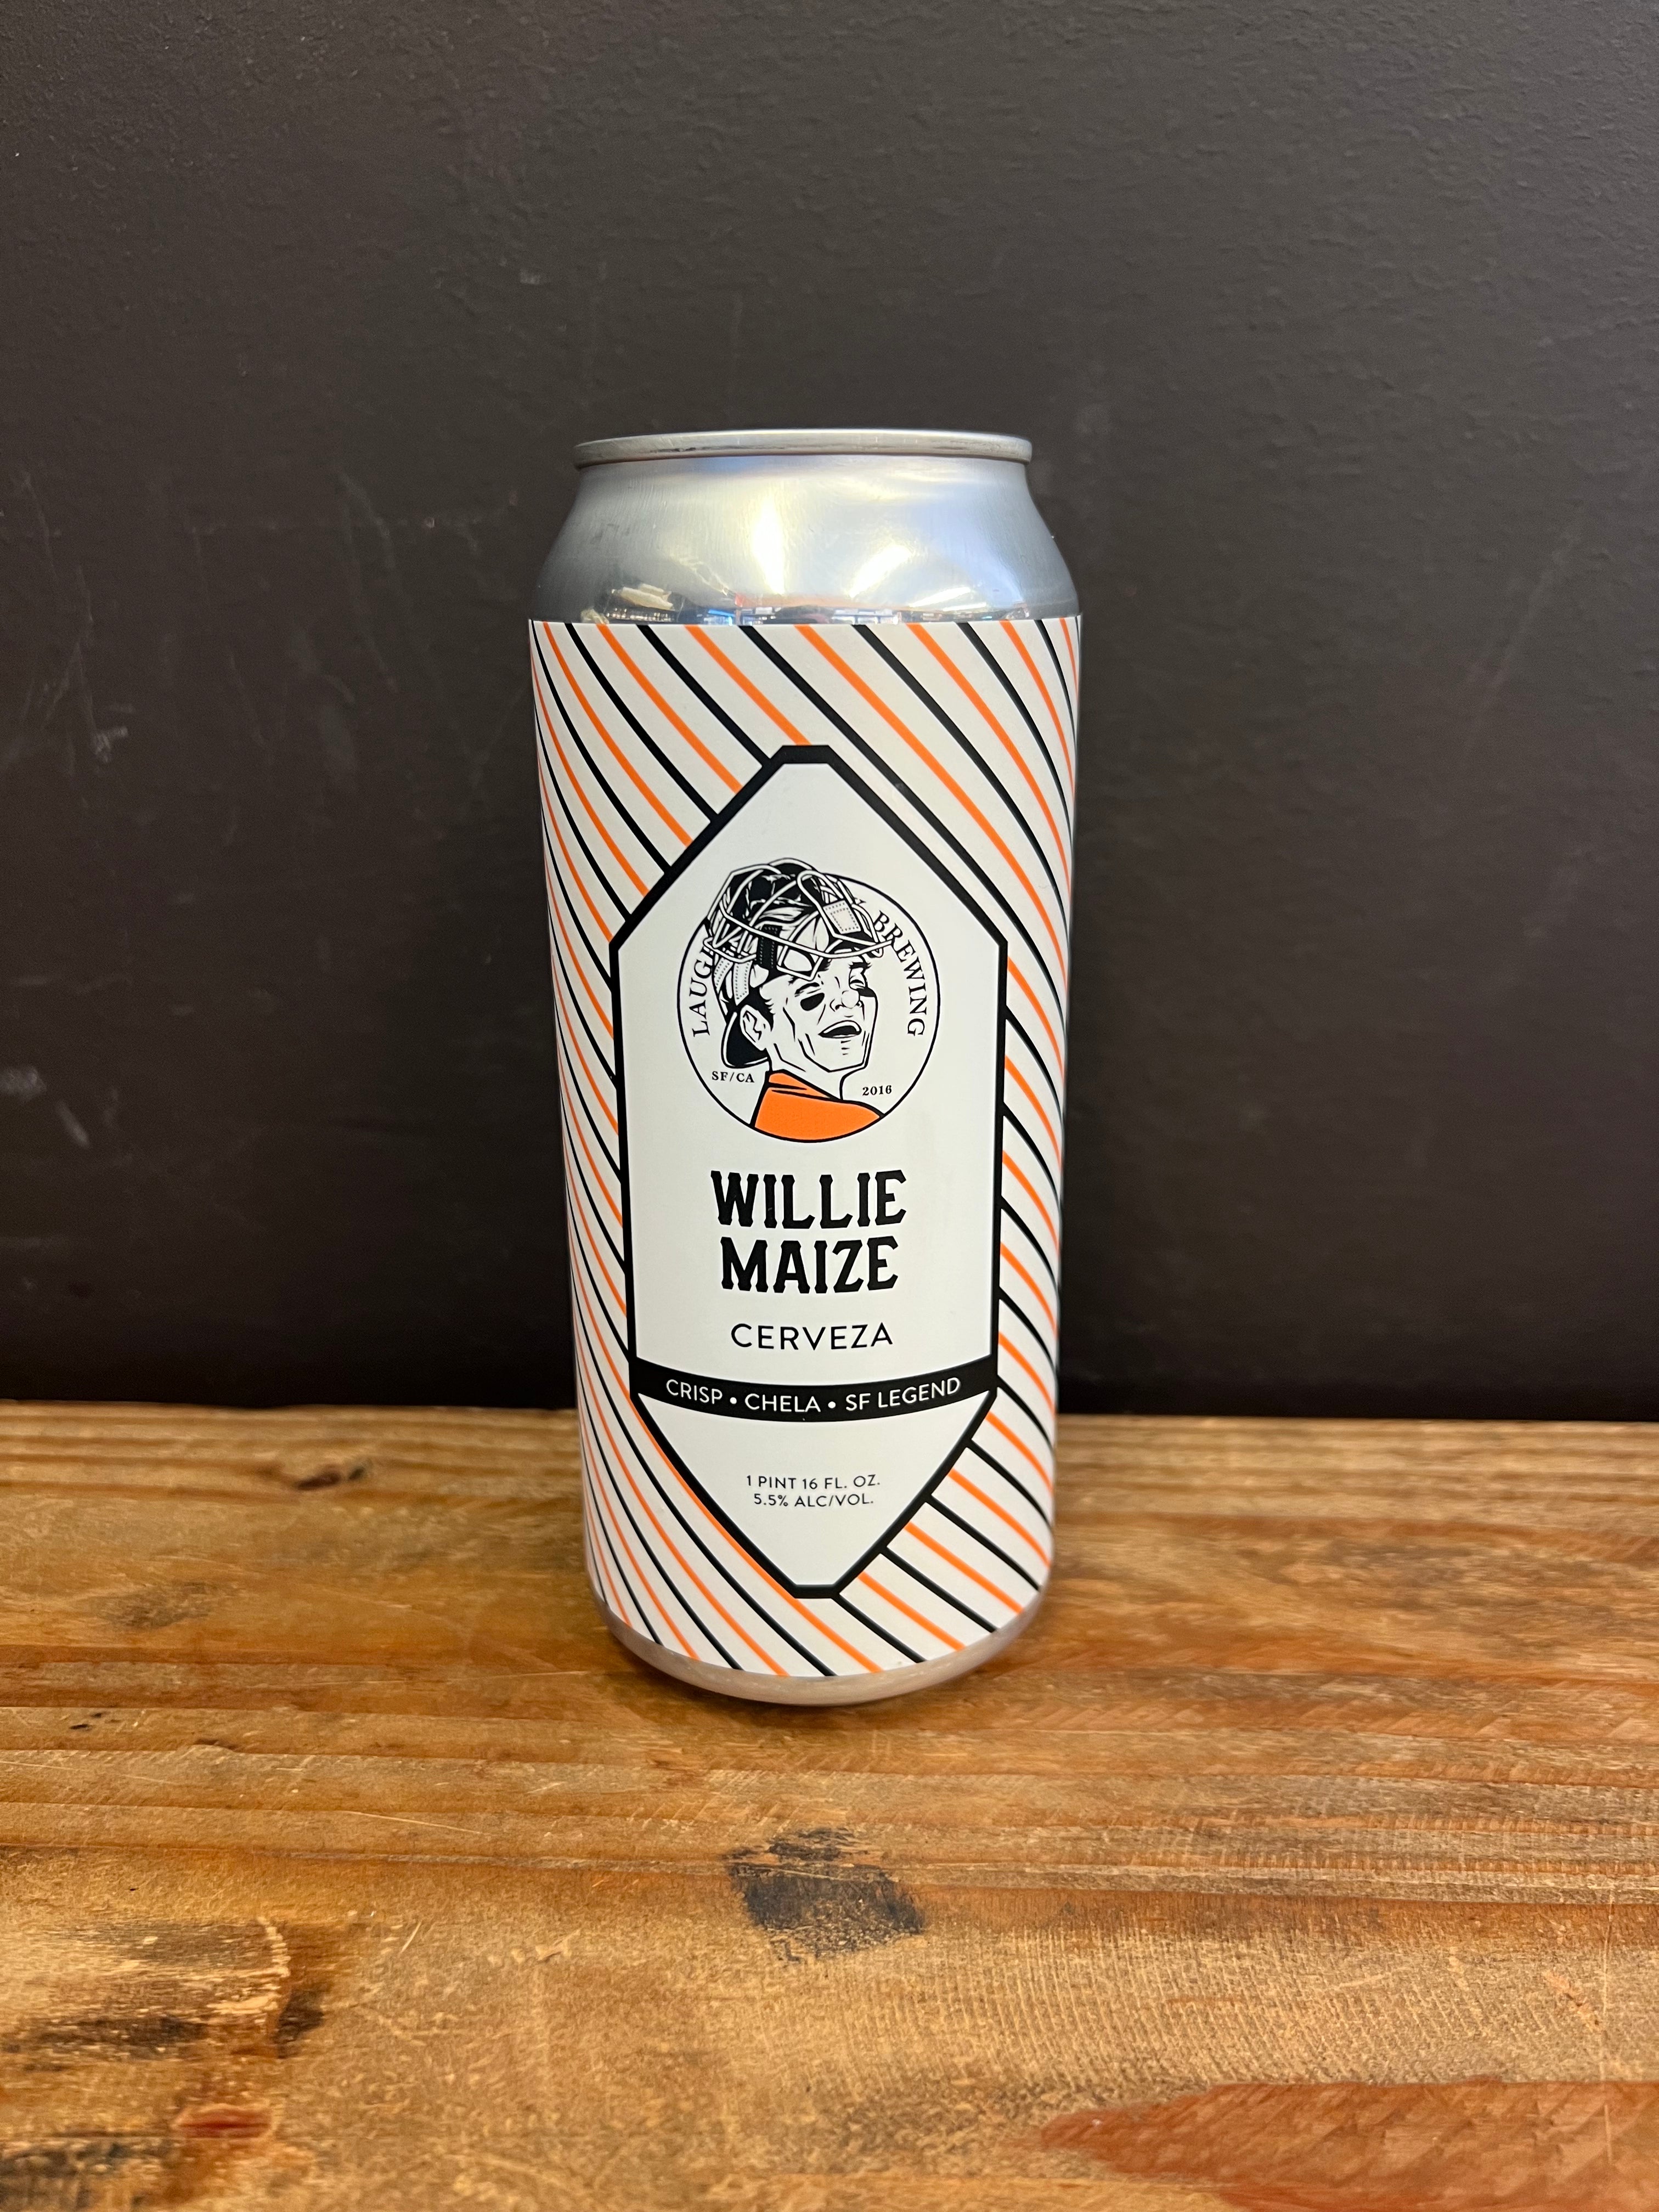 BREWING
SF/CA
2016
WILLIE
MAIZE
CERVEZA
CRISP • CHELA • SF LEGEND
1 PINT 16 FL. OZ.
5.5% ALC/VOL.